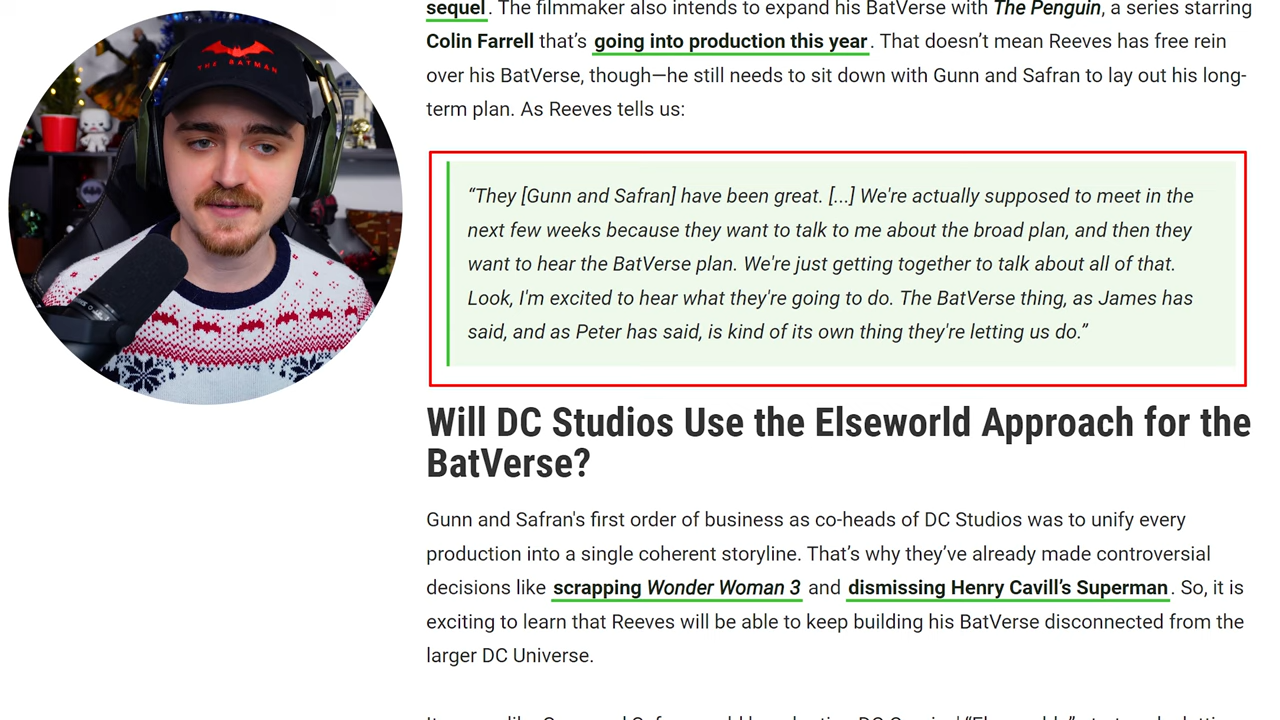 THE BATMAN
sequel. The filmmaker also intends to expand his BatVerse with The Penguin, a series starring
Colin Farrell that’s going into production this year. That doesn’t mean Reeves has free rein
over his BatVerse, though—he still needs to sit down with Gunn and Safran to lay out his long-
term plan. As Reeves tells us:
“They [Gunn and Safran] have been great. [...] We're actually supposed to meet in the
next few weeks because they want to talk to me about the broad plan, and then they
want to hear the BatVerse plan. We're just getting together to talk about all of that.
Look, I'm excited to hear what they're going to do. The BatVerse thing, as James has
said, and as Peter has said, is kind of its own thing they're letting us do.”
Will DC Studios Use the Elseworld Approach for the
BatVerse?
Gunn and Safran's first order of business as co-heads of DC Studios was to unify every
production into a single coherent storyline. That’s why they’ve already made controversial
decisions like scrapping Wonder Woman 3 and dismissing Henry Cavill’s Superman. So, it is
exciting to learn that Reeves will be able to keep building his BatVerse disconnected from the
larger DC Universe.